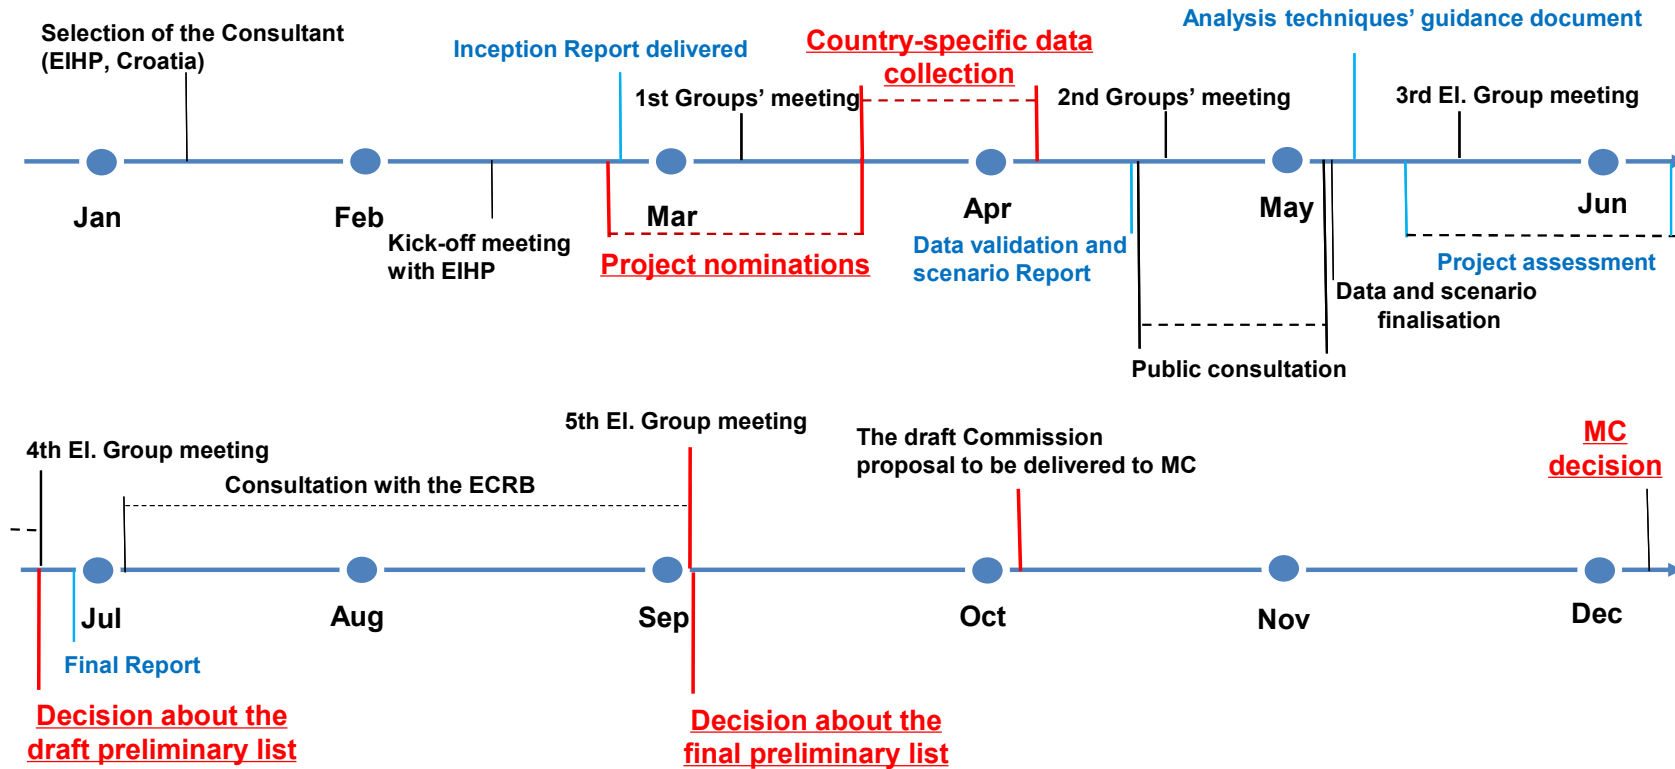 Selection of the Consultant
(EIHP, Croatia)
Inception Report delivered
Country-specific data
collection
Analysis techniques’ guidance document
1st Groups’ meeting
2nd Groups’ meeting
3rd El. Group meeting
Jan
Feb
Mar
Apr
May
Jun
Kick-off meeting
with EIHP
Project nominations
Data validation and
scenario Report
Project assessment
Data and scenario
finalisation
Public consultation
4th El. Group meeting
Consultation with the ECRB
5th El. Group meeting
The draft Commission
proposal to be delivered to MC
MC
decision
Jul
Aug
Sep
Oct
Nov
Dec
Final Report
Decision about the
draft preliminary list
Decision about the
final preliminary list